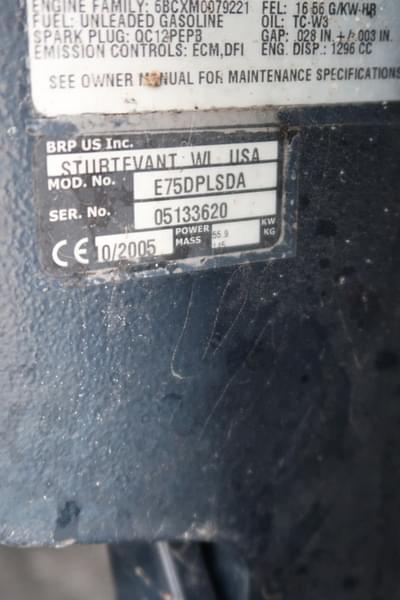 ENGINE FAMILY: 6BCXM0079221 FEL: 16.56 G/KW-HR
FUEL: UNLEADED GASOLINE OIL: TC-W3
SPARK PLUG: QC12PEPB GAP: .028 IN. +/-.003 IN.
EMISSION CONTROLS: ECM,DFI ENG. DISP.: 1296 CC
SEE OWNER MANUAL FOR MAINTENANCE SPECIFICATIONS
BRP US Inc.
STURTEVANT, WI, USA
MOD. No. E75DPLSDA
SER. No. 05133620
CE 10/2005 POWER 55.9 KW
MASS KG